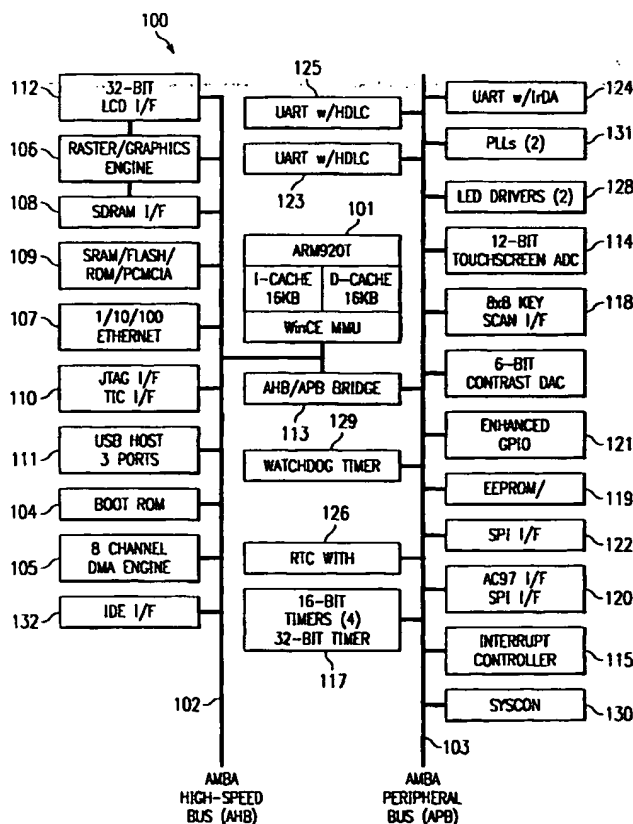 100
112
32-BIT
LCD I/F
106
RASTER/GRAPHICS
ENGINE
108
SDRAM I/F
109
SRAM/FLASH/
ROM/PCMCIA
107
1/10/100
ETHERNET
110
JTAG I/F
TIC I/F
111
USB HOST
3 PORTS
104
BOOT ROM
105
8 CHANNEL
DMA ENGINE
132
IDE I/F
102
AMBA
HIGH-SPEED
BUS (AHB)
125
UART w/HDLC
UART w/HDLC
123
101
ARM920T
I-CACHE
16KB
D-CACHE
16KB
WinCE MMU
AHB/APB BRIDGE
113
129
WATCHDOG TIMER
126
RTC WITH
16-BIT
TIMERS (4)
32-BIT TIMER
117
UART w/IrDA
124
PLLs (2)
131
LED DRIVERS (2)
128
12-BIT
TOUCHSCREEN ADC
114
8x8 KEY
SCAN I/F
118
6-BIT
CONTRAST DAC
ENHANCED
GPIO
121
EEPROM/
119
SPI I/F
122
AC97 I/F
SPI I/F
120
INTERRUPT
CONTROLLER
115
SYSCON
130
103
AMBA
PERIPHERAL
BUS (APB)